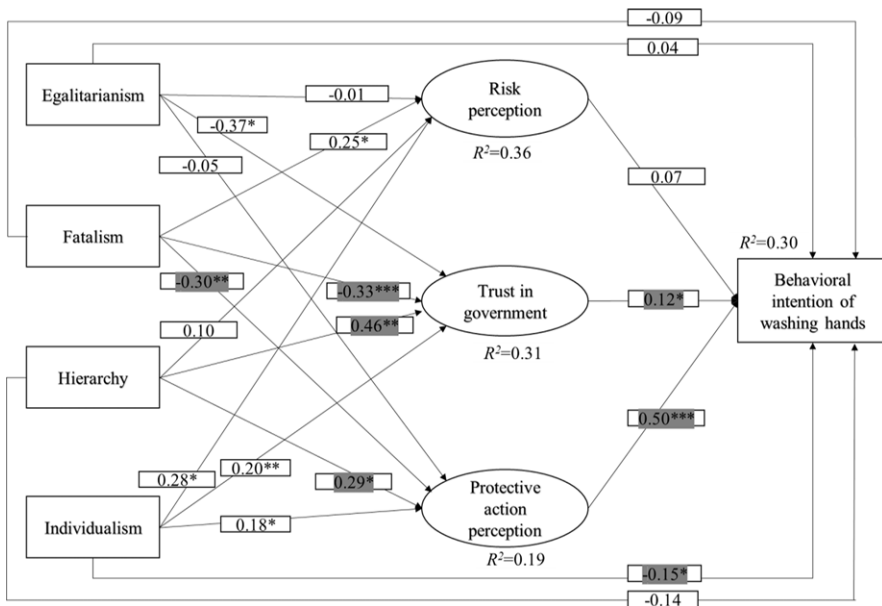 -0.09
0.04
Egalitarianism
-0.01
Risk
perception
-0.37*
0.25*
R²=0.36
-0.05
0.07
Fatalism
R²=0.30
-0.30**
-0.33***
Trust in
government
0.12*
Behavioral
intention of
washing hands
0.10
0.46**
R²=0.31
Hierarchy
0.50***
0.28*
0.20**
0.29*
Protective
action
perception
Individualism
0.18*
R²=0.19
-0.15*
-0.14